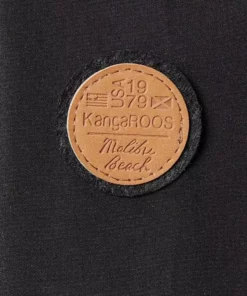 USA 19
79
KangaROOS
Malibu
Beach